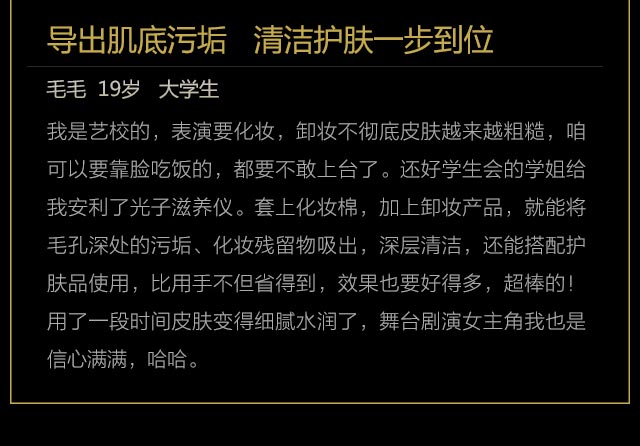 导出肌底污垢 清洁护肤一步到位
毛毛 19岁 大学生
我是艺校的，表演要化妆，卸妆不彻底皮肤越来越粗糙，咱
可以要靠脸吃饭的，都要不敢上台了。还好学生会的学姐给
我安利了光子滋养仪。套上化妆棉，加上卸妆产品，就能将
毛孔深处的污垢、化妆残留物吸出，深层清洁，还能搭配护
肤品使用，比用手不但省得到，效果也要好得多，超棒的！
用了一段时间皮肤变得细腻水润了，舞台剧演女主角我也是
信心满满，哈哈。